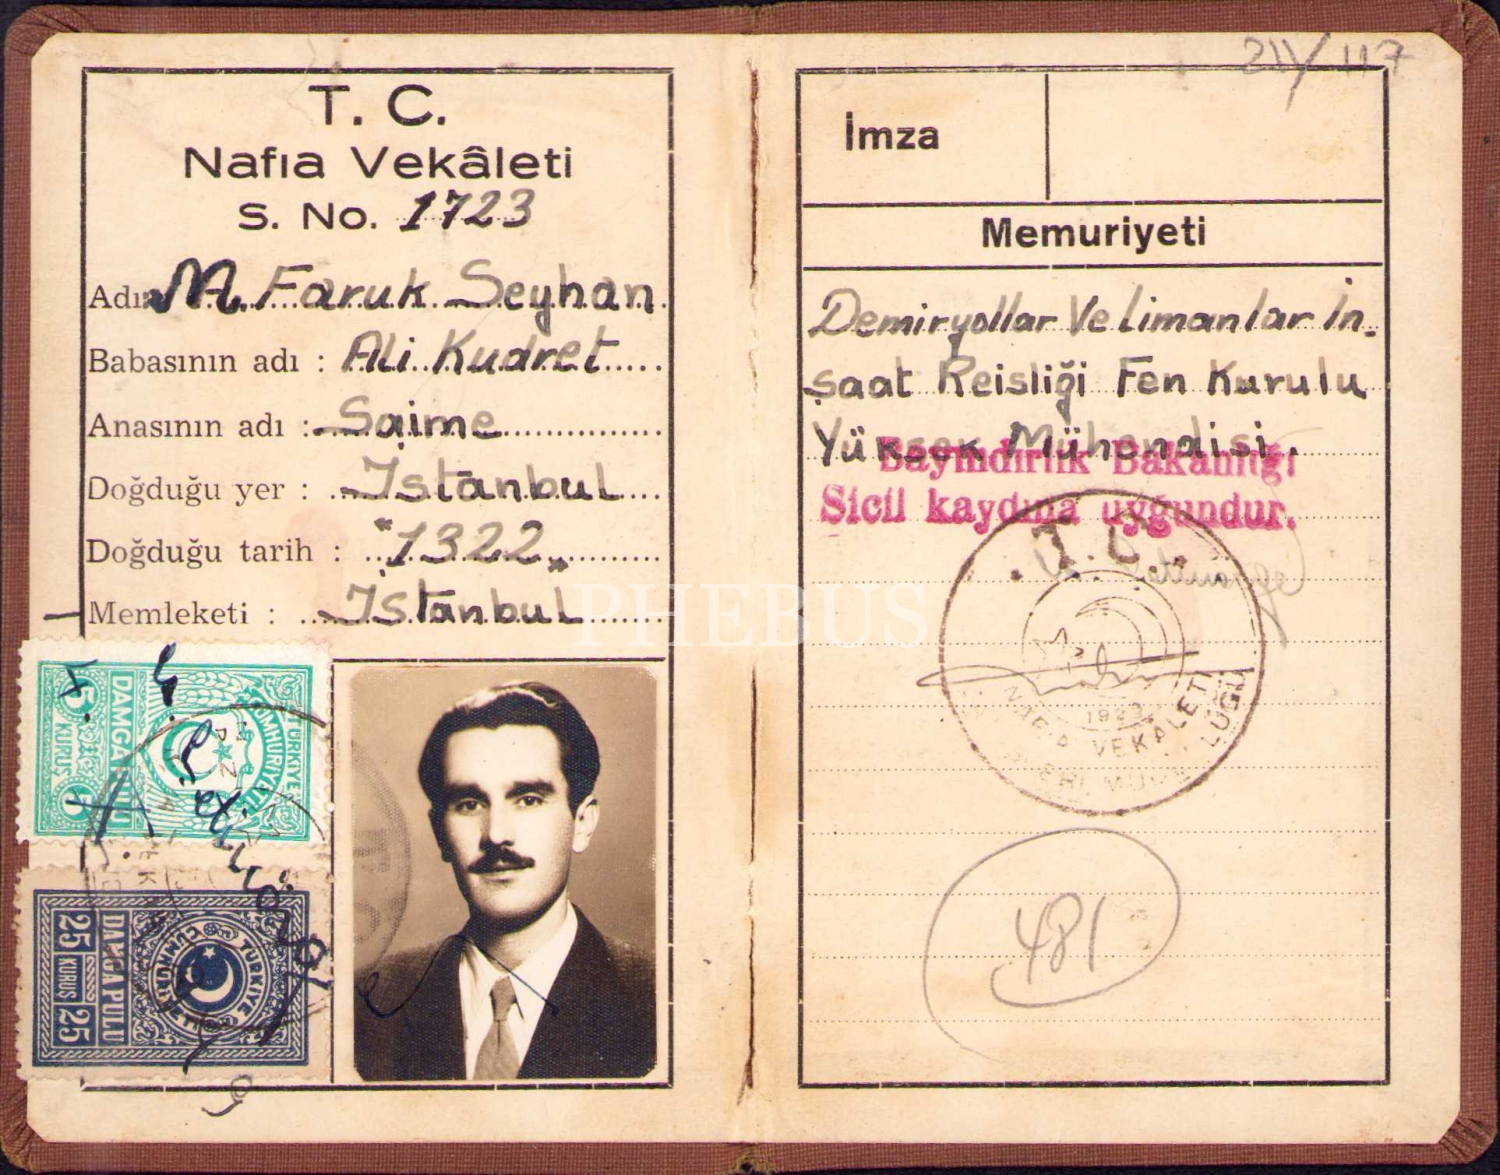 T. C.
Nafıa Vekâleti
S. No. 1723
Adı: M. Faruk Seyhan
Babasının adı : Ali Kudret
Anasının adı : Saime
Doğduğu yer : İstanbul
Doğduğu tarih : "1322"
Memleketi : İstanbul
5 KURUŞ
DAMGA PULU
TÜRKİYE CUMHURİYETİ
25 KURUŞ 25
DAMGA PULU
TÜRKİYE CUMHURİYETİ
211/117
İmza
Memuriyeti
Demiryollar Ve Limanlar İn.
şaat Reisliği Fen Kurulu
Yüksek Mühendisi.
Bayındırlık Bakanlığı
Sicil kaydına uygundur.
T. C.
1923
NAFIA VEKALETİ
481
PHEBUS